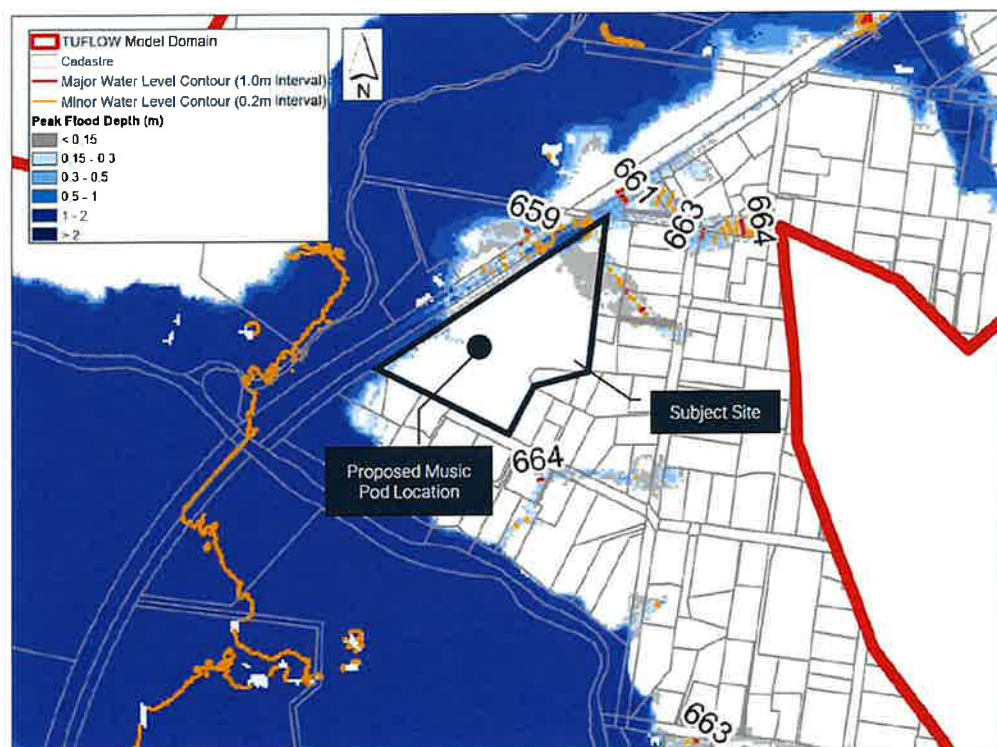 TUFLOW Model Domain
Cadastre
Major Water Level Contour (1.0m Interval)
Minor Water Level Contour (0.2m Interval)
Peak Flood Depth (m)
< 0.15
0.15 - 0.3
0.3 - 0.5
0.5 - 1
1 - 2
> 2
N
661
659
663
664
Subject Site
664
Proposed Music
Pod Location
663